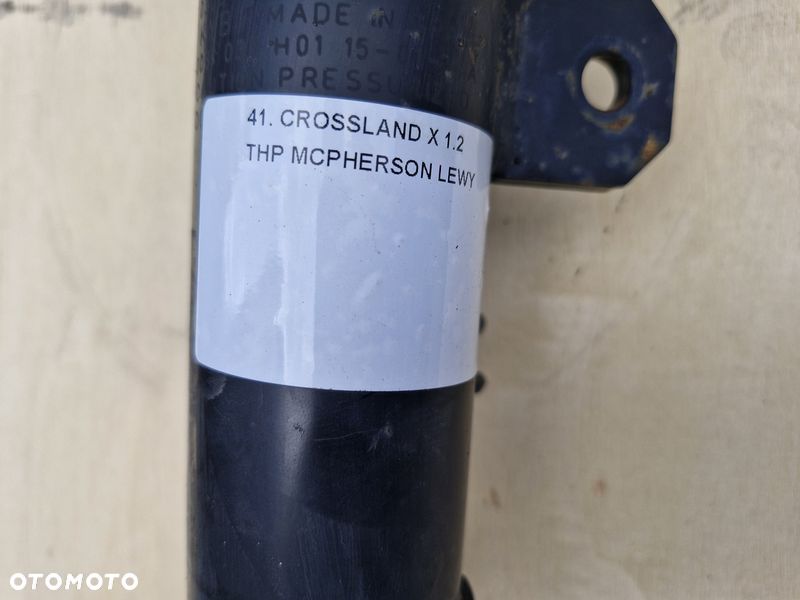 MADE IN
H01 15-
PRESSU
41. CROSSLAND X 1.2
THP MCPHERSON LEWY
OTOMOTO